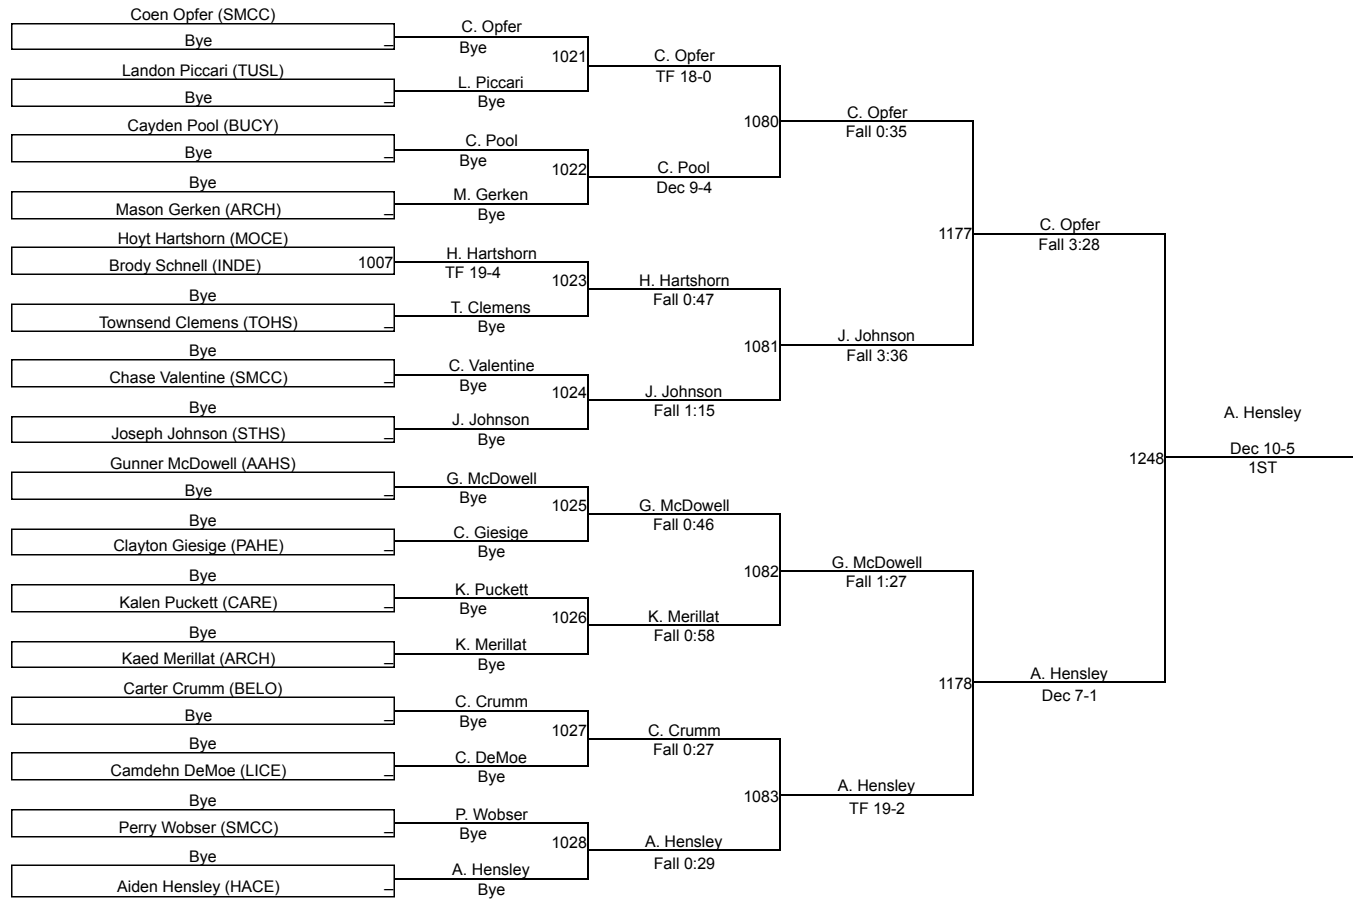 Coen Opfer (SMCC)
Bye
_
Landon Piccari (TUSL)
Bye
_
Cayden Pool (BUCY)
Bye
_
Bye
Mason Gerken (ARCH)
_
Hoyt Hartshorn (MOCE)
Brody Schnell (INDE)
1007
Bye
Townsend Clemens (TOHS)
_
Bye
Chase Valentine (SMCC)
_
Bye
Joseph Johnson (STHS)
_
Gunner McDowell (AAHS)
Bye
_
Bye
Clayton Giesige (PAHE)
_
Bye
Kalen Puckett (CARE)
_
Bye
Kaed Merillat (ARCH)
_
Carter Crumm (BELO)
Bye
_
Bye
Camdehn DeMoe (LICE)
_
Bye
Perry Wobser (SMCC)
_
Bye
Aiden Hensley (HACE)
_
C. Opfer
Bye
1021
L. Piccari
Bye
C. Pool
Bye
1022
M. Gerken
Bye
H. Hartshorn
TF 19-4
1023
T. Clemens
Bye
C. Valentine
Bye
1024
J. Johnson
Bye
G. McDowell
Bye
1025
C. Giesige
Bye
K. Puckett
Bye
1026
K. Merillat
Bye
C. Crumm
Bye
1027
C. DeMoe
Bye
P. Wobser
Bye
1028
A. Hensley
Bye
C. Opfer
TF 18-0
1080
C. Pool
Dec 9-4
H. Hartshorn
Fall 0:47
1081
J. Johnson
Fall 1:15
G. McDowell
Fall 0:46
1082
K. Merillat
Fall 0:58
C. Crumm
Fall 0:27
1083
A. Hensley
Fall 0:29
C. Opfer
Fall 0:35
1177
J. Johnson
Fall 3:36
G. McDowell
Fall 1:27
1178
A. Hensley
TF 19-2
C. Opfer
Fall 3:28
1248
A. Hensley
Dec 7-1
A. Hensley
Dec 10-5
1ST